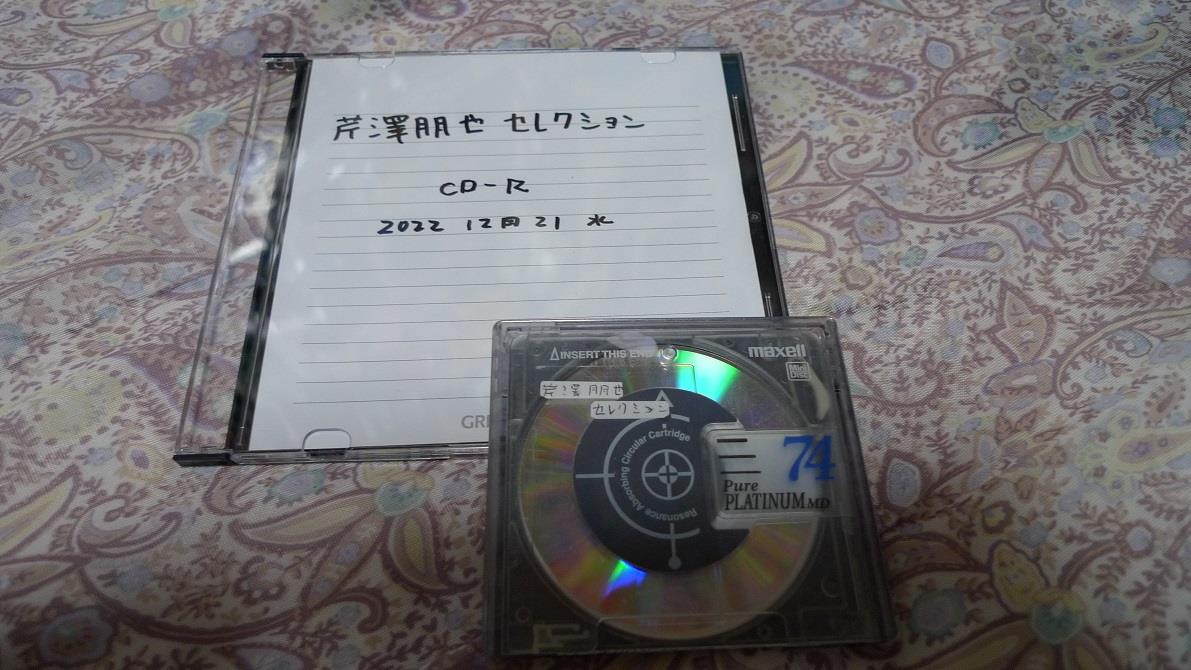 芹澤朋也 セレクション
CD-R
2022 12月21 水
△INSERT THIS END
maxell
Mini Disc
芹澤朋也
セレクション
Resonance Absorbing Circular Cartridge
74
Pure
PLATINUM MD